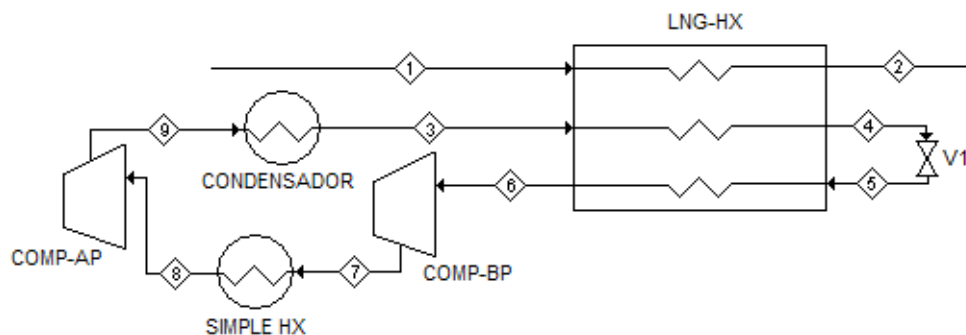 LNG-HX
1
2
9
3
4
CONDENSADOR
V1
6
5
COMP-AP
8
7
COMP-BP
SIMPLE HX